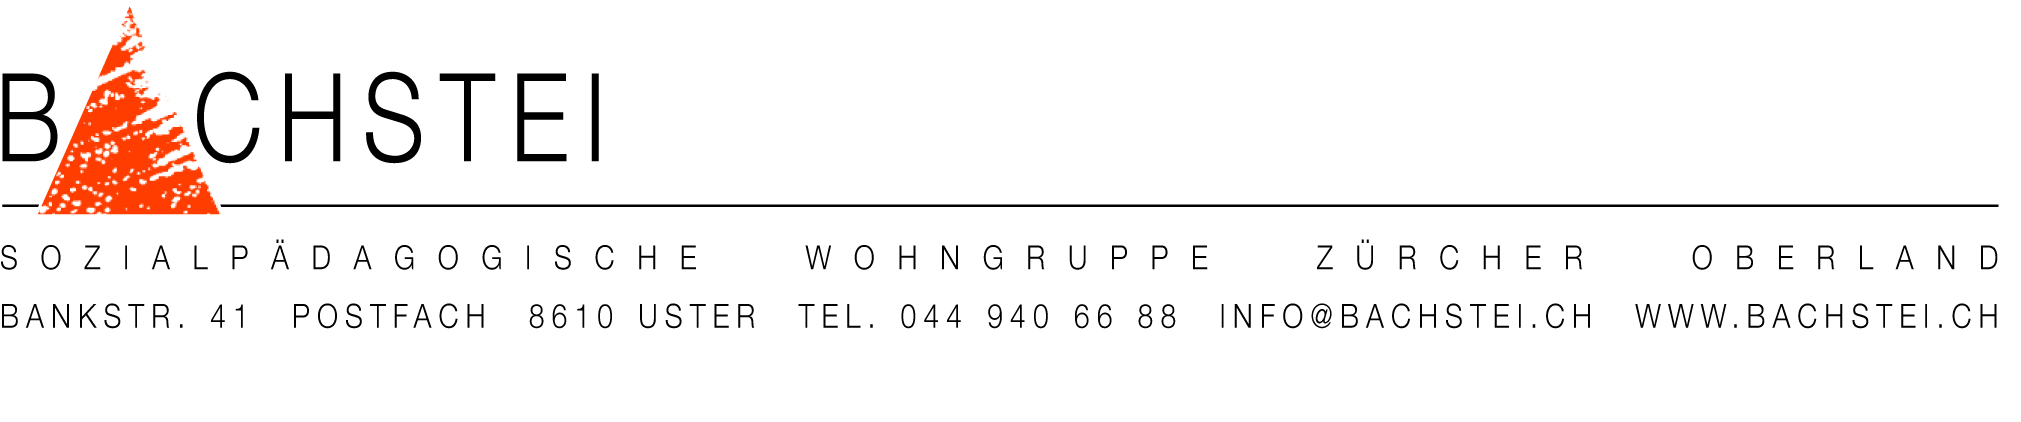 BACHSTEI
SOZIALPÄDAGOGISCHE WOHNGRUPPE ZÜRCHER OBERLAND
BANKSTR. 41 POSTFACH 8610 USTER TEL. 044 940 66 88 INFO@BACHSTEI.CH WWW.BACHSTEI.CH